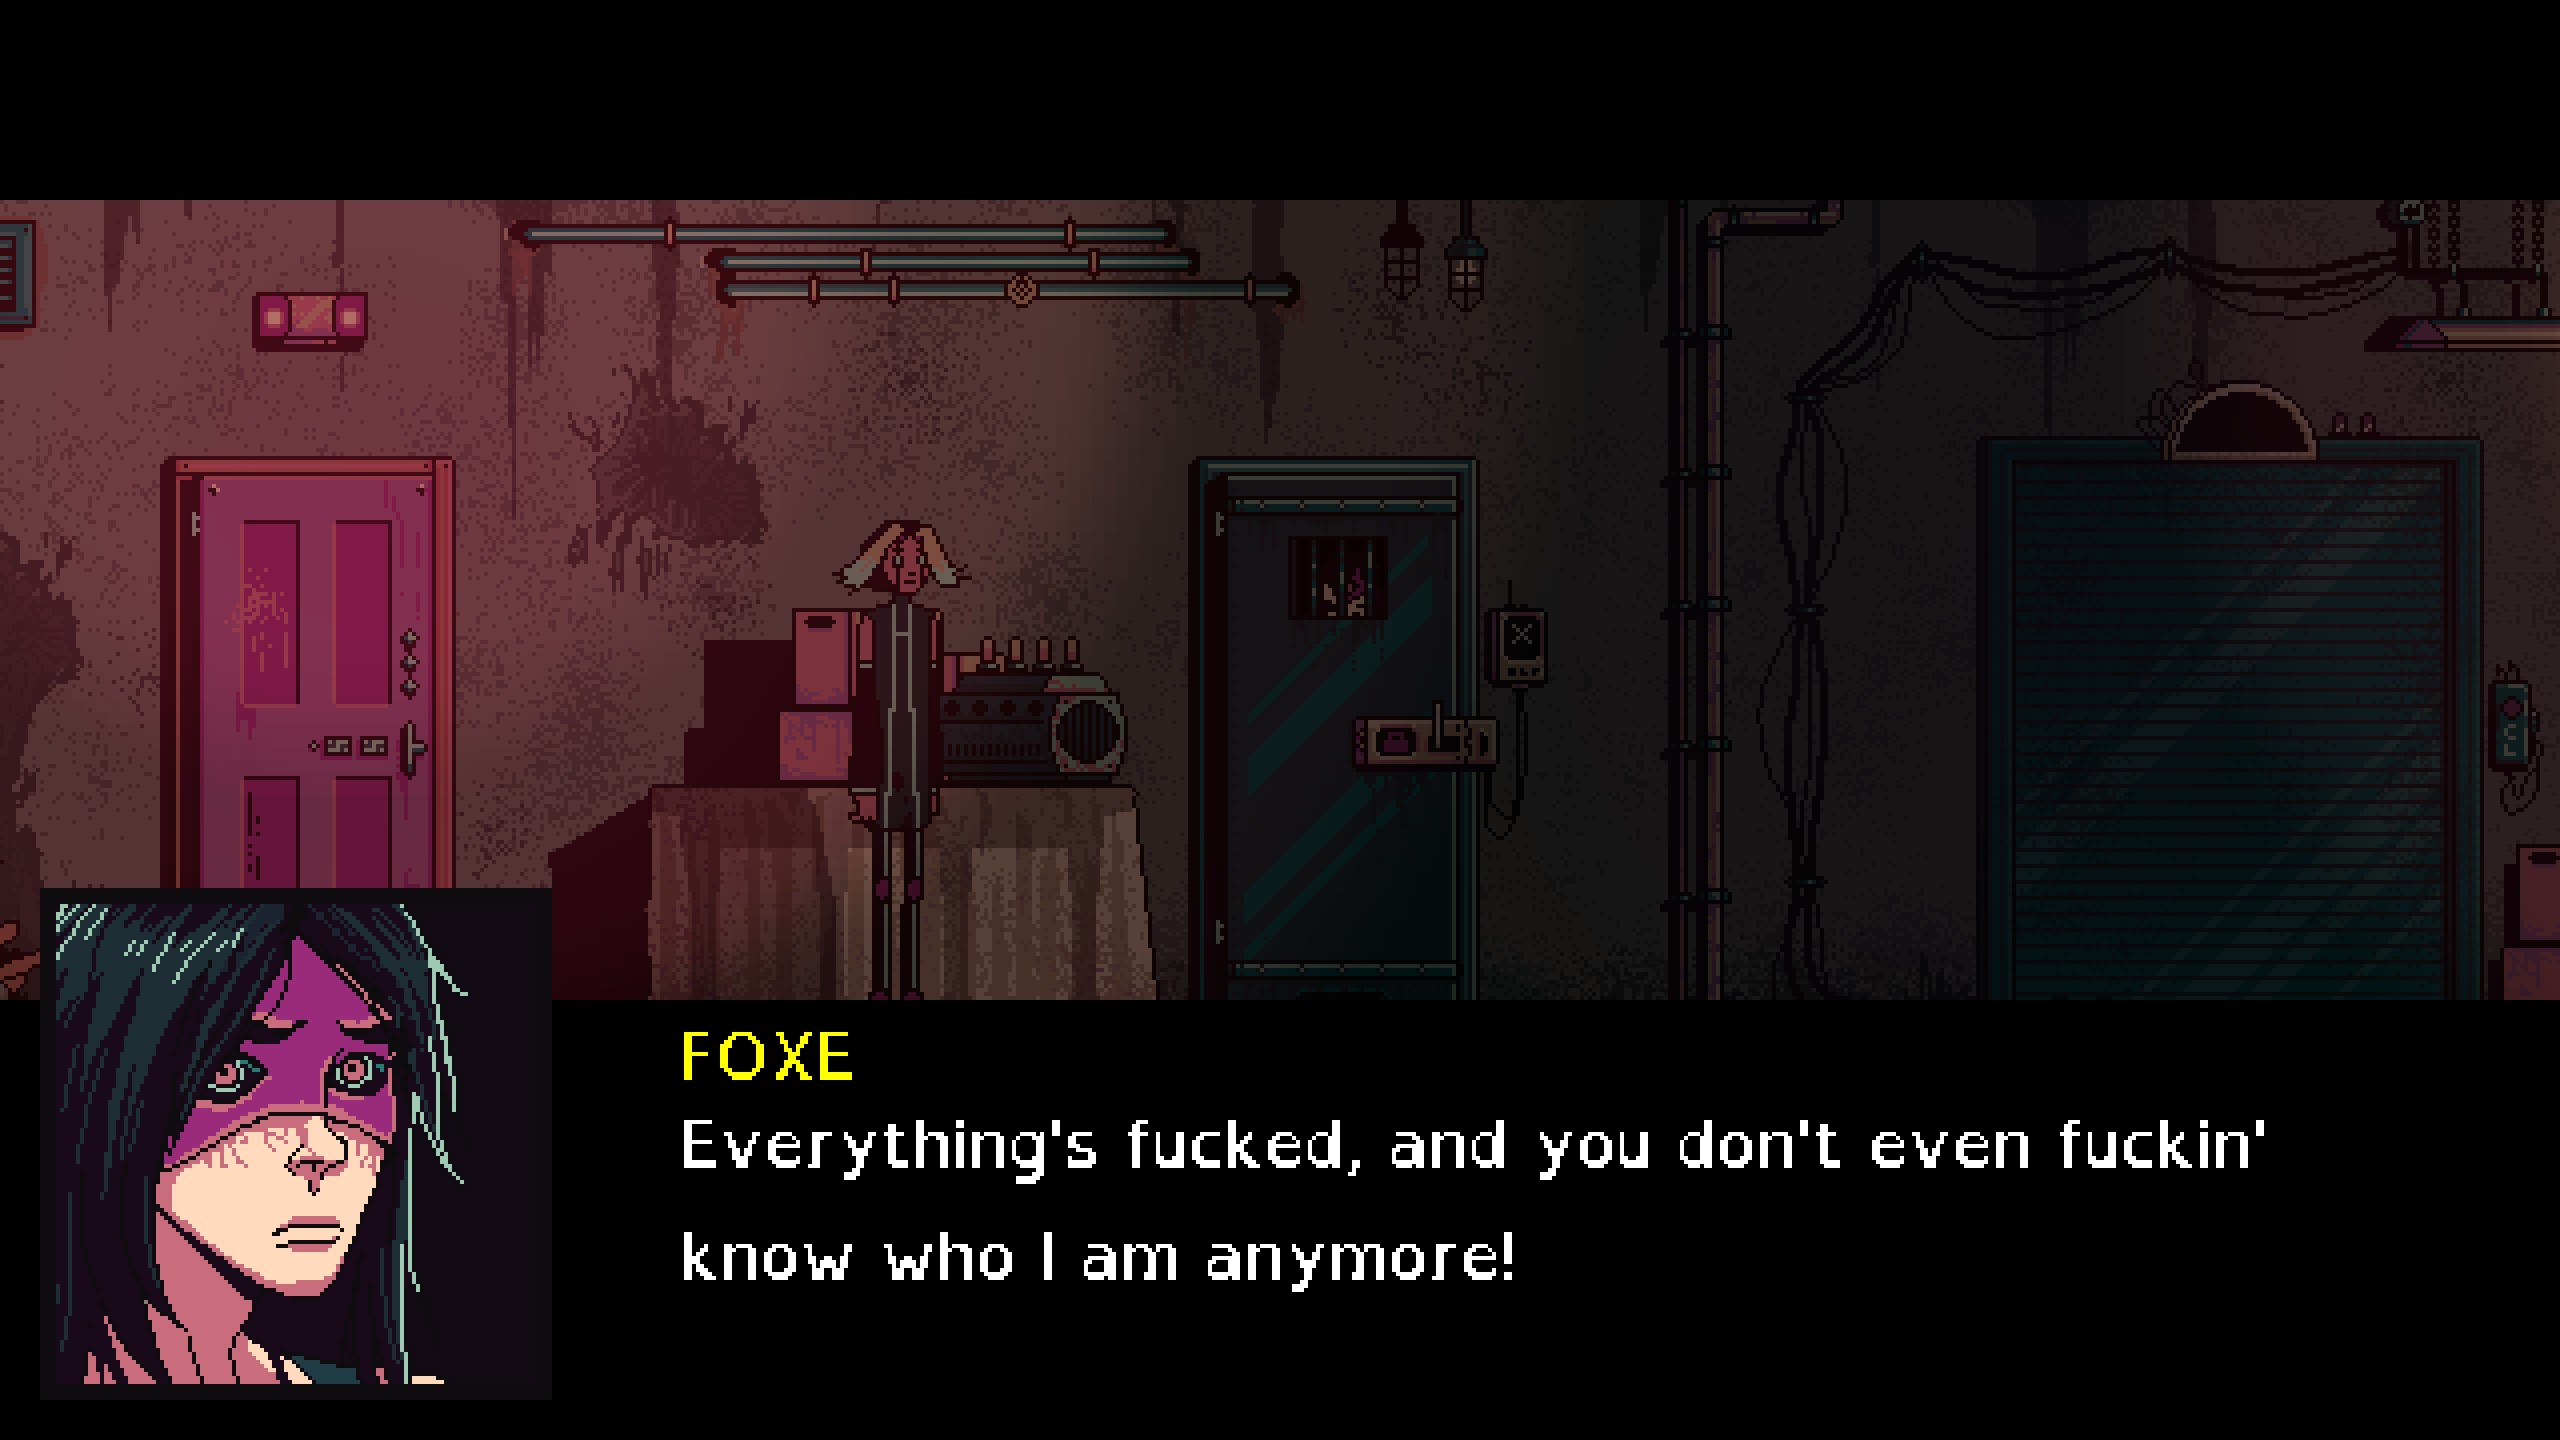 FOXE
Everything's fucked, and you don't even fuckin'
know who I am anymore!